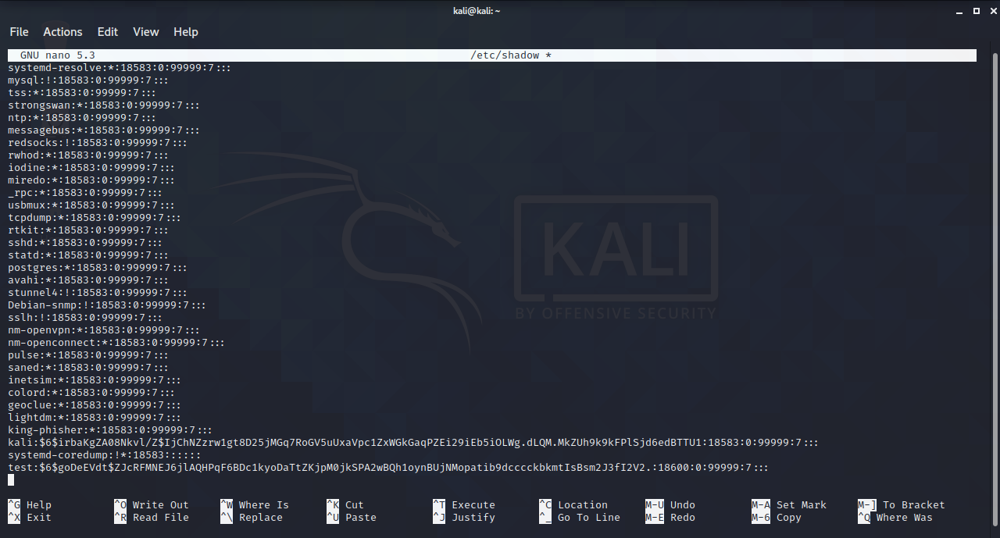 kali@kali: ~
File Actions Edit View Help
GNU nano 5.3 /etc/shadow *
systemd-resolve:*:18583:0:99999:7:::
mysql:!:18583:0:99999:7:::
tss:*:18583:0:99999:7:::
strongswan:*:18583:0:99999:7:::
ntp:*:18583:0:99999:7:::
messagebus:*:18583:0:99999:7:::
redsocks:!:18583:0:99999:7:::
rwhod:*:18583:0:99999:7:::
iodine:*:18583:0:99999:7:::
miredo:*:18583:0:99999:7:::
_rpc:*:18583:0:99999:7:::
usbmux:*:18583:0:99999:7:::
tcpdump:*:18583:0:99999:7:::
rtkit:*:18583:0:99999:7:::
sshd:*:18583:0:99999:7:::
statd:*:18583:0:99999:7:::
postgres:*:18583:0:99999:7:::
avahi:*:18583:0:99999:7:::
stunnel4:!:18583:0:99999:7:::
Debian-snmp:!:18583:0:99999:7:::
sslh:!:18583:0:99999:7:::
nm-openvpn:*:18583:0:99999:7:::
nm-openconnect:*:18583:0:99999:7:::
pulse:*:18583:0:99999:7:::
saned:*:18583:0:99999:7:::
inetsim:*:18583:0:99999:7:::
colord:*:18583:0:99999:7:::
geoclue:*:18583:0:99999:7:::
lightdm:*:18583:0:99999:7:::
king-phisher:*:18583:0:99999:7:::
kali:$6$irbaKgZA08Nkvl/Z$IjChNZzrw1gt8D25jMGq7RoGV5uUxaVpc1ZxWGkGaqPZEi29iEb5iOLWg.dLQM.MkZUh9k9kFPlSjd6edBTTU1:18583:0:99999:7:::
systemd-coredump:!*:18583::::::
test:$6$goDeEVdt$ZJcRFMNEJ6jlAQHPqF6BDc1kyoDaTtZKjpM0jkSPA2wBQh1oynBUjNMopatib9dcccckbkmtIsBsm2J3fI2V2.:18600:0:99999:7:::
KALI
BY OFFENSIVE SECURITY
^G Help ^O Write Out ^W Where Is ^K Cut ^T Execute ^C Location M-U Undo M-A Set Mark M-] To Bracket
^X Exit ^R Read File ^\ Replace ^U Paste ^J Justify ^_ Go To Line M-E Redo M-6 Copy ^Q Where Was